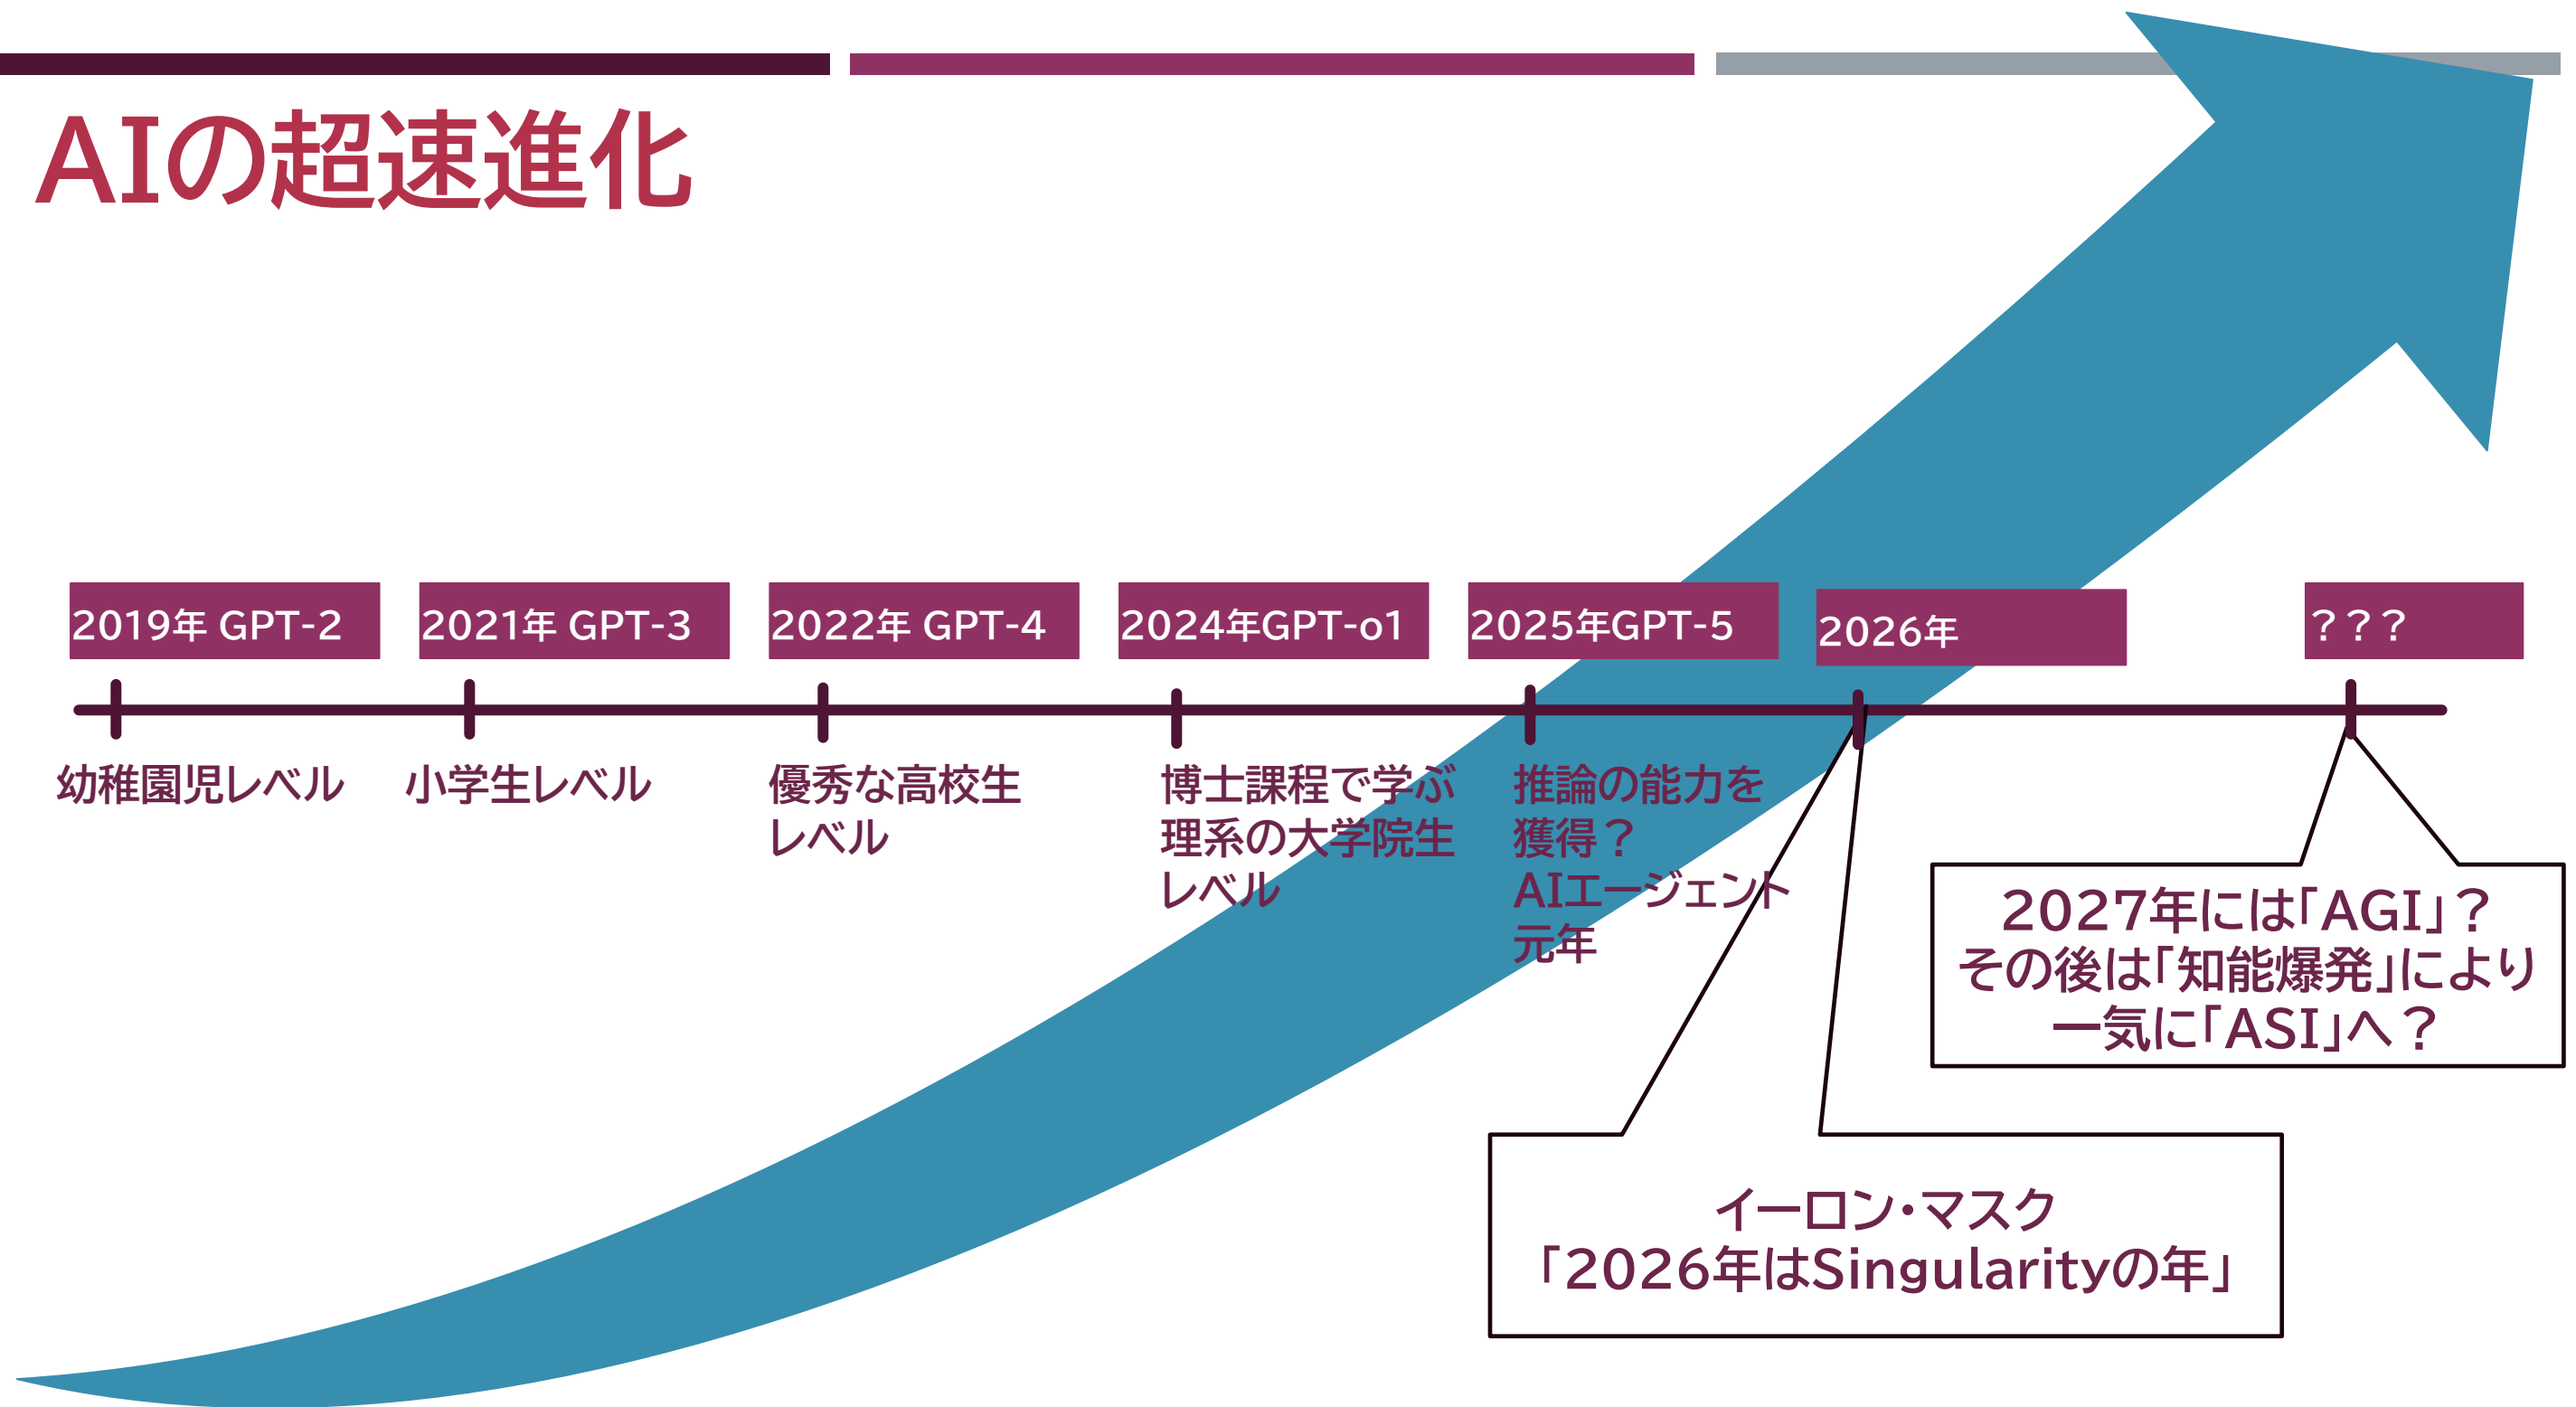 AIの超速進化
2019年 GPT-2
2021年 GPT-3
2022年 GPT-4
2024年GPT-o1
2025年GPT-5
2026年
？？？
幼稚園児レベル
小学生レベル
優秀な高校生
レベル
博士課程で学ぶ
理系の大学院生
レベル
推論の能力を
獲得？
AIエージェント
元年
2027年には「AGI」？
その後は「知能爆発」により
一気に「ASI」へ？
イーロン・マスク
「2026年はSingularityの年」